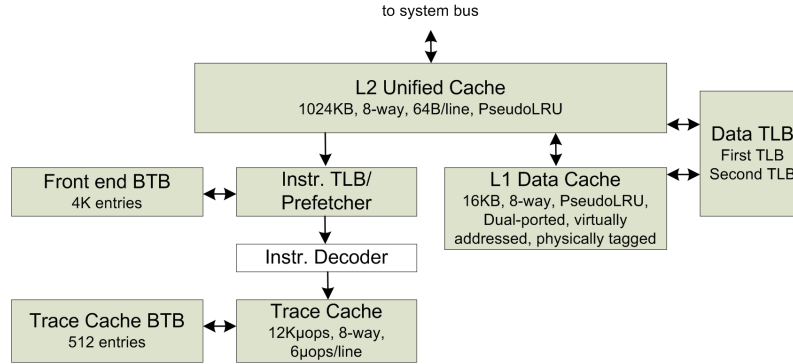 to system bus
L2 Unified Cache
1024KB, 8-way, 64B/line, PseudoLRU
Data TLB
First TLB
Second TLB
Front end BTB
4K entries
Instr. TLB/
Prefetcher
L1 Data Cache
16KB, 8-way, PseudoLRU,
Dual-ported, virtually
addressed, physically tagged
Instr. Decoder
Trace Cache BTB
512 entries
Trace Cache
12Kµops, 8-way,
6µops/line